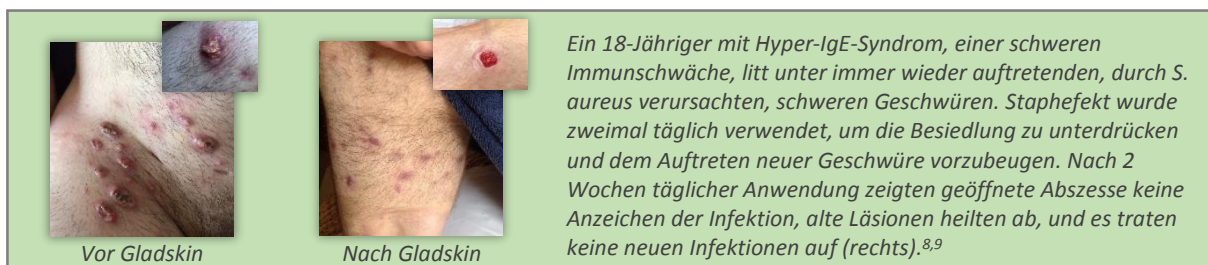 Ein 18-Jähriger mit Hyper-IgE-Syndrom, einer schweren
Immunschwäche, litt unter immer wieder auftretenden, durch S.
aureus verursachten, schweren Geschwüren. Staphefekt wurde
zweimal täglich verwendet, um die Besiedlung zu unterdrücken
und dem Auftreten neuer Geschwüre vorzubeugen. Nach 2
Wochen täglicher Anwendung zeigten geöffnete Abszesse keine
Anzeichen der Infektion, alte Läsionen heilten ab, und es traten
keine neuen Infektionen auf (rechts).8,9
Vor Gladskin
Nach Gladskin